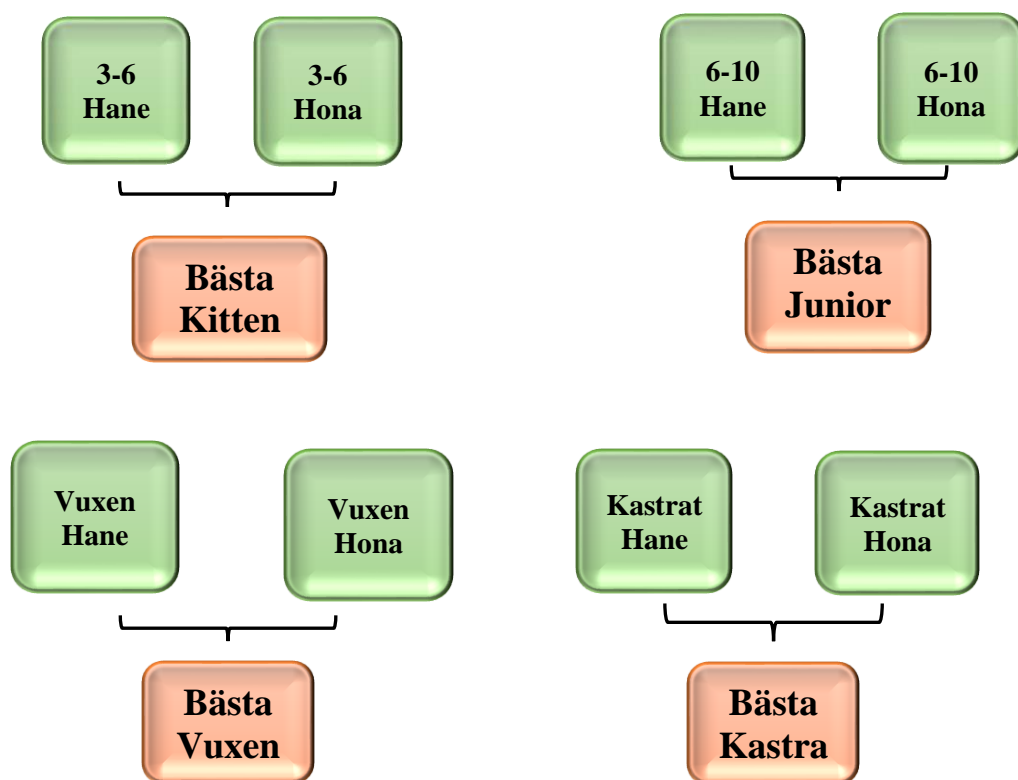 3-6
Hane
3-6
Hona
6-10
Hane
6-10
Hona
Bästa
Kitten
Bästa
Junior
Vuxen
Hane
Vuxen
Hona
Kastrat
Hane
Kastrat
Hona
Bästa
Vuxen
Bästa
Kastra